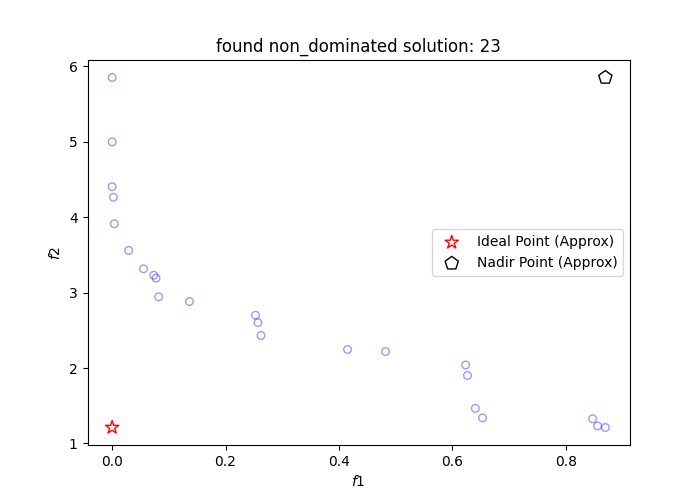 found non_dominated solution: 23
6
5
4
3
2
1
f2
Ideal Point (Approx)
Nadir Point (Approx)
0.0 0.2 0.4 0.6 0.8
f1